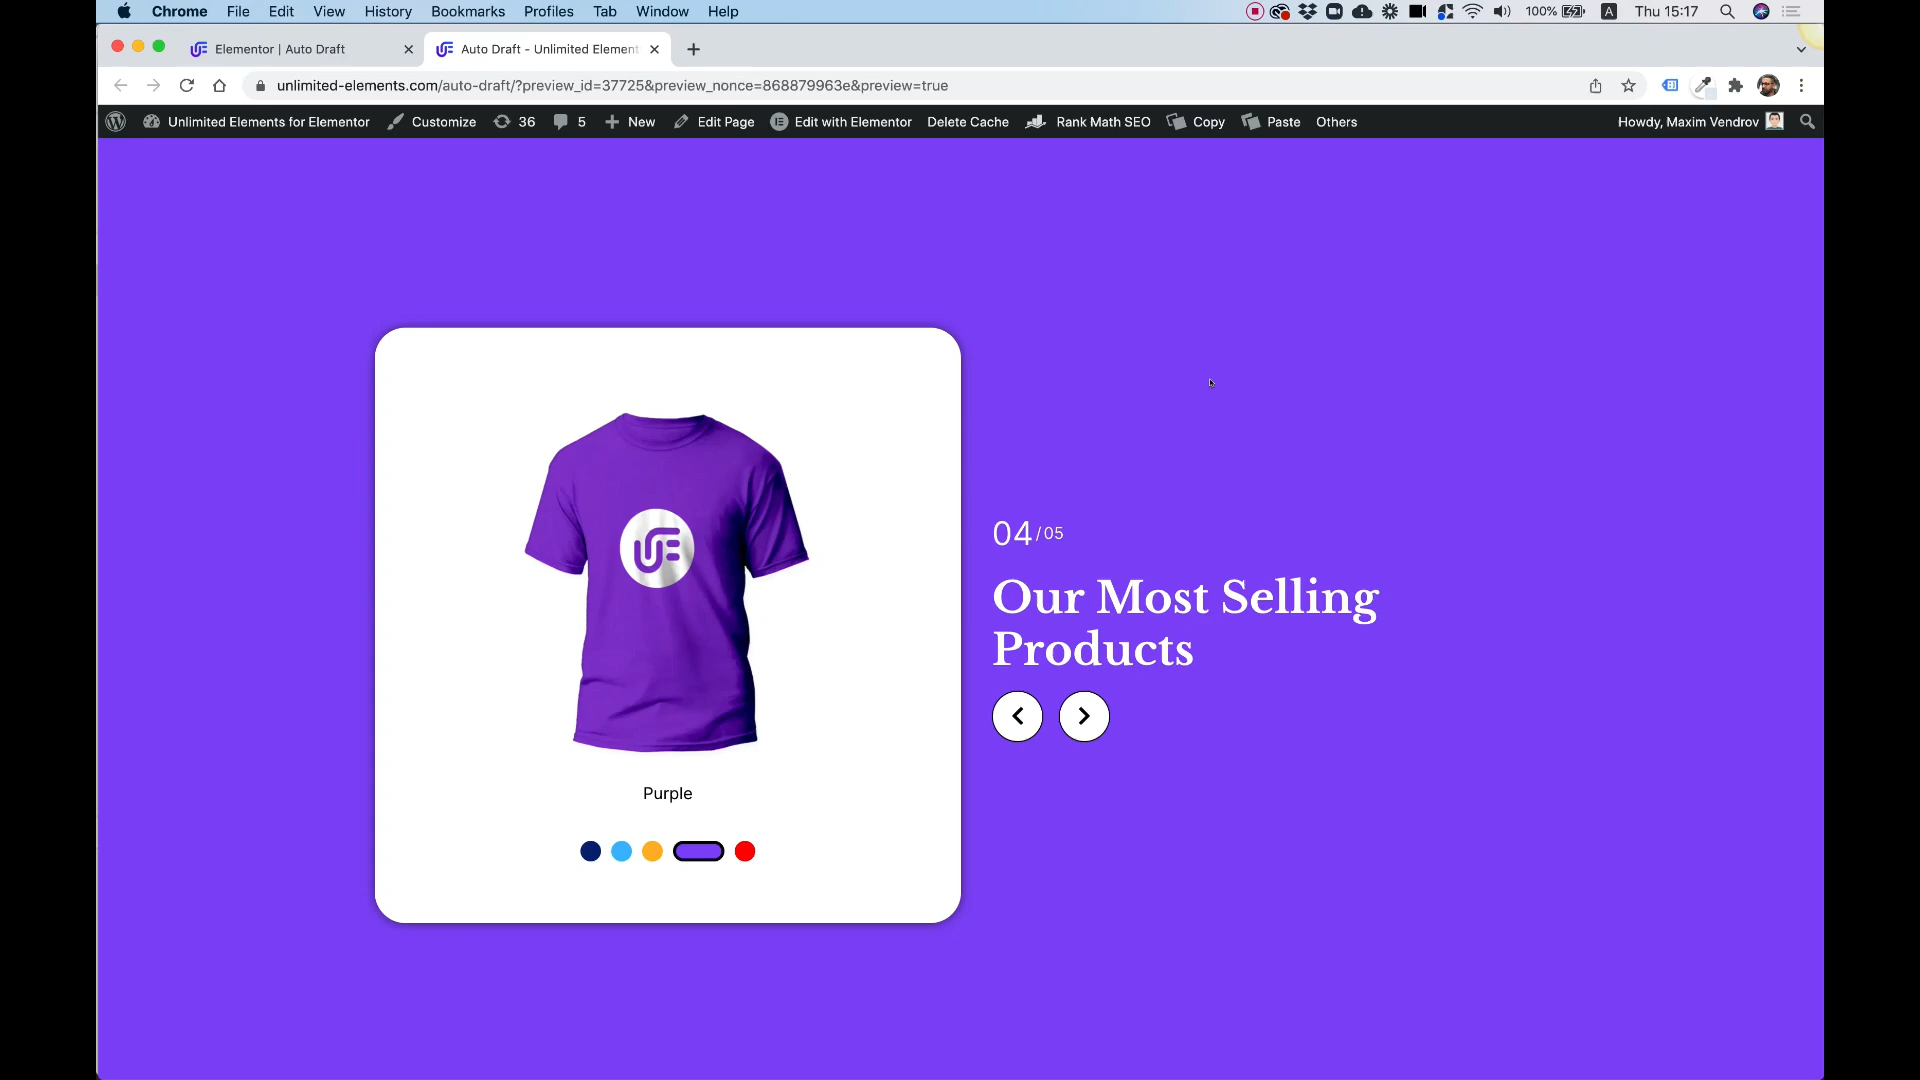 Chrome File Edit View History Bookmarks Profiles Tab Window Help
100% A Thu 15:17
Elementor | Auto Draft
Auto Draft - Unlimited Element
unlimited-elements.com/auto-draft/?preview_id=37725&preview_nonce=868879963e&preview=true
Unlimited Elements for Elementor Customize 36 5 New Edit Page Edit with Elementor Delete Cache Rank Math SEO Copy Paste Others
Howdy, Maxim Vendrov
UE
04/05
Our Most Selling
Products
Purple